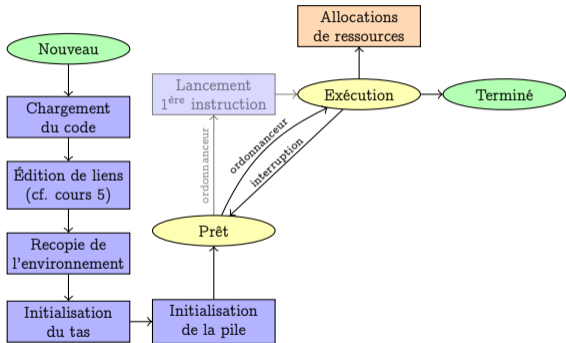 Nouveau
Chargement
du code
Édition de liens
(cf. cours 5)
Recopie de
l'environnement
Initialisation
du tas
Initialisation
de la pile
Prêt
ordonnanceur
Lancement
1ère instruction
ordonnanceur
interruption
Exécution
Allocations
de ressources
Terminé